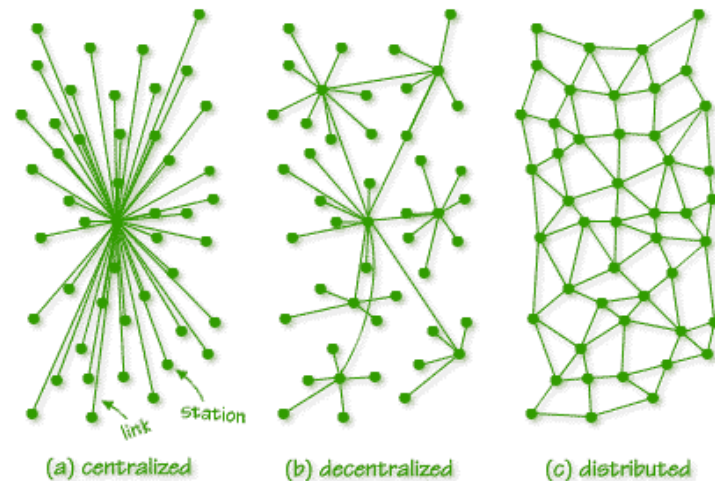 link
station
(a) centralized
(b) decentralized
(c) distributed